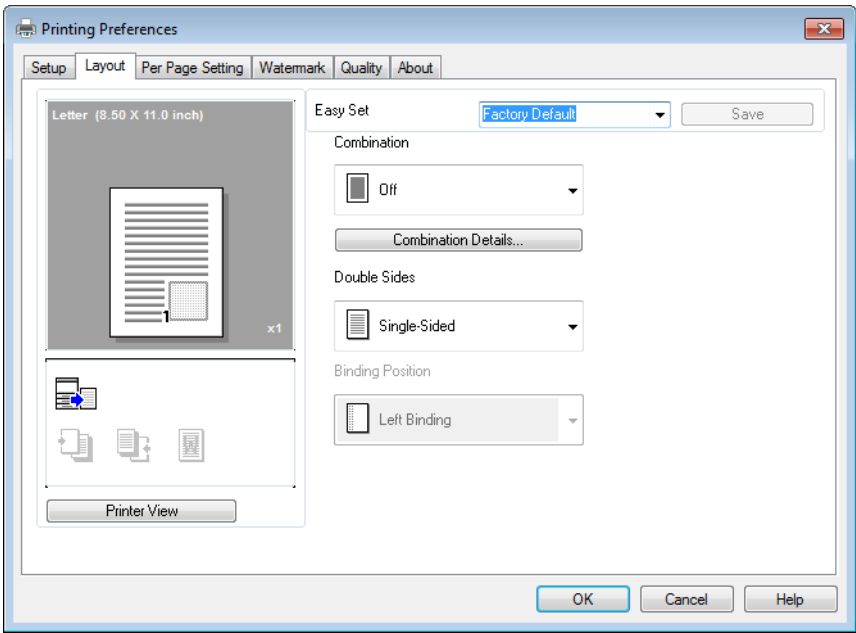 Printing Preferences
Setup Layout Per Page Setting Watermark Quality About
Letter (8.50 X 11.0 inch)
1
x1
Printer View
Easy Set Factory Default Save
Combination
Off
Combination Details...
Double Sides
Single-Sided
Binding Position
Left Binding
OK Cancel Help